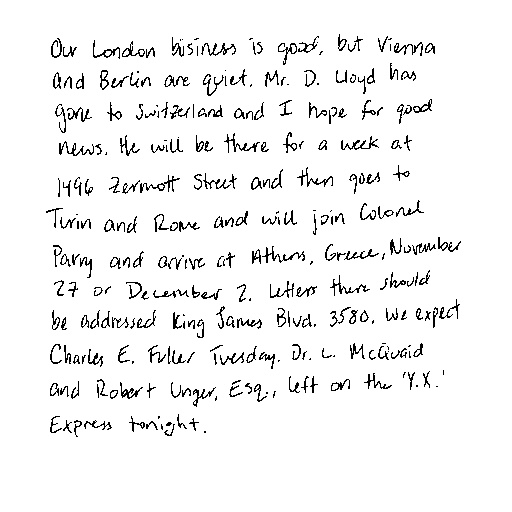 Our London business is good, but Vienna
and Berlin are quiet. Mr. D. Lloyd has
gone to Switzerland and I hope for good
news. He will be there for a week at
1496 Zermott Street and then goes to
Turin and Rome and will join Colonel
Parry and arrive at Athens, Greece, November
27 or December 2. Letters there should
be addressed King James Blvd. 3580. We expect
Charles E. Fuller Tuesday. Dr. L. McQuaid
and Robert Unger, Esq., left on the 'Y.X.'
Express tonight.